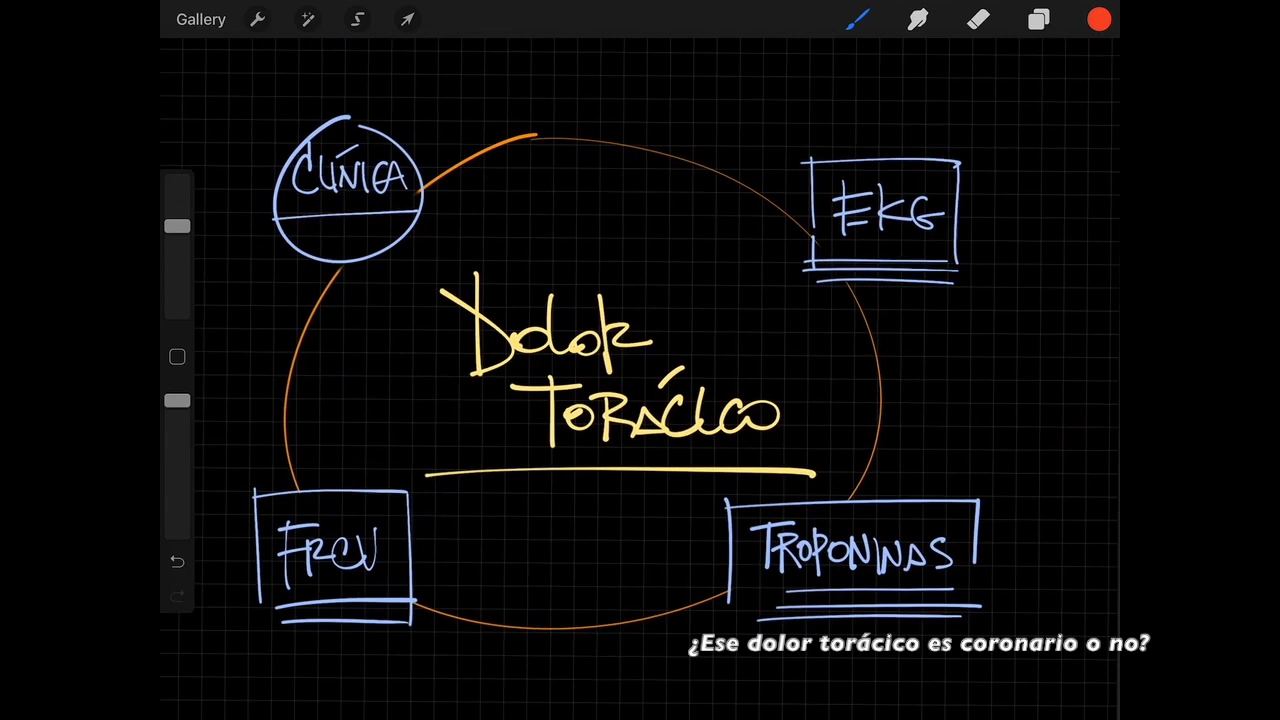 Gallery
CLÍNICA
EKG
Dolor
TORÁCICO
FRCV
TROPONINAS
¿Ese dolor torácico es coronario o no?